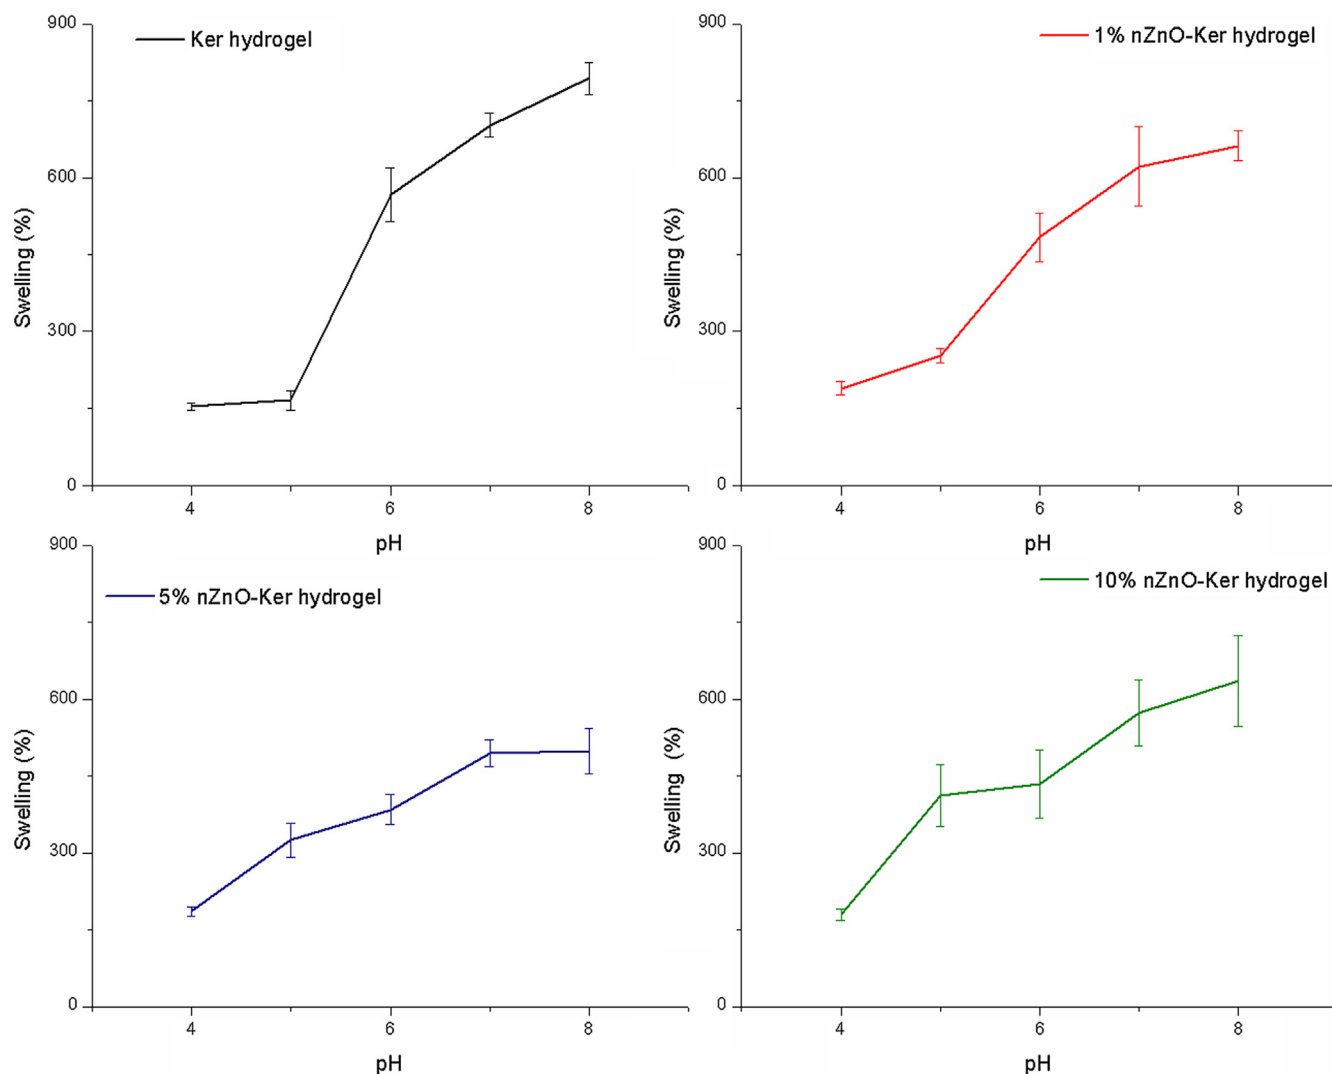 900
Ker hydrogel
600
Swelling (%)
300
0
4
6
8
pH
900
1% nZnO-Ker hydrogel
600
Swelling (%)
300
0
4
6
8
pH
900
5% nZnO-Ker hydrogel
600
Swelling (%)
300
0
4
6
8
pH
900
10% nZnO-Ker hydrogel
600
Swelling (%)
300
0
4
6
8
pH